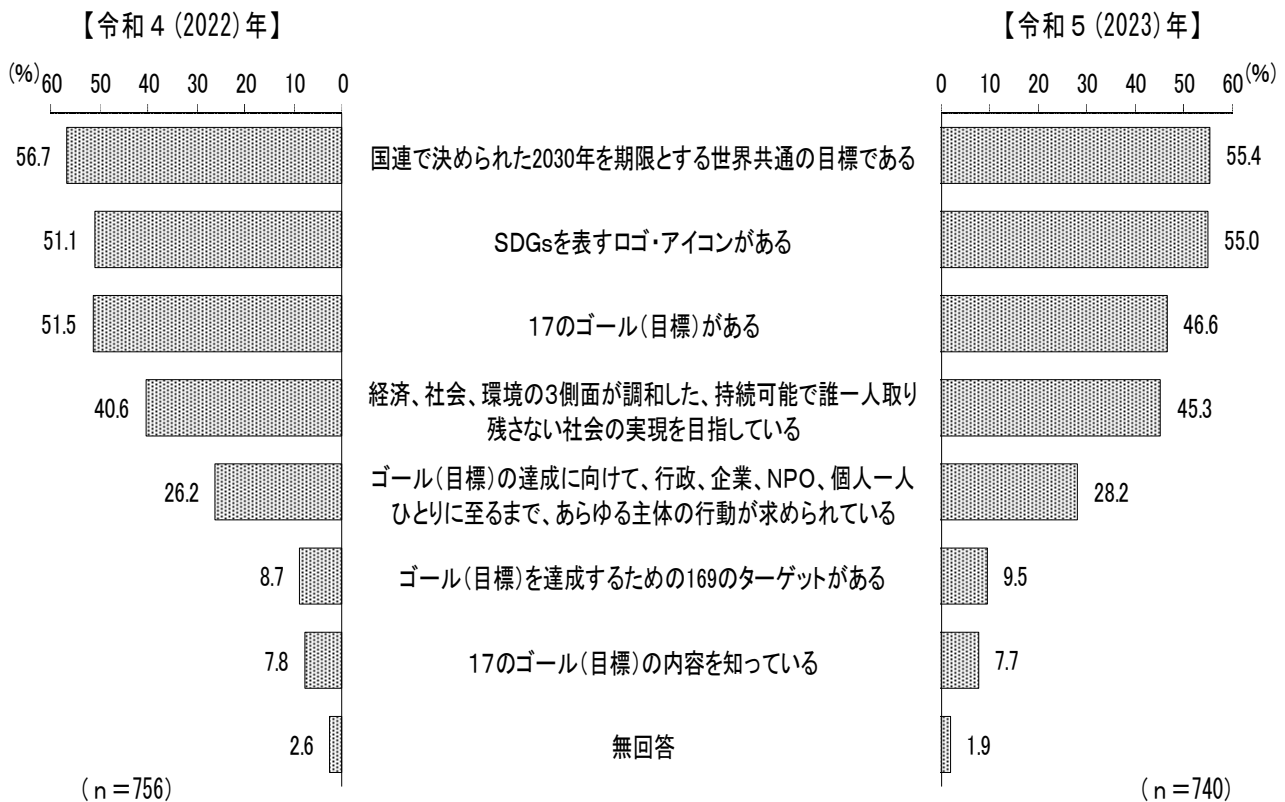 【令和４(2022)年】
【令和５(2023)年】
(%)
60 50 40 30 20 10 0
0 10 20 30 40 50 60
(%)
56.7 国連で決められた2030年を期限とする世界共通の目標である 55.4
51.1 SDGsを表すロゴ・アイコンがある 55.0
51.5 17のゴール(目標)がある 46.6
40.6 経済、社会、環境の3側面が調和した、持続可能で誰一人取り
残さない社会の実現を目指している 45.3
26.2 ゴール(目標)の達成に向けて、行政、企業、NPO、個人一人
ひとりに至るまで、あらゆる主体の行動が求められている 28.2
8.7 ゴール(目標)を達成するための169のターゲットがある 9.5
7.8 17のゴール(目標)の内容を知っている 7.7
2.6 無回答 1.9
(ｎ＝756)
(ｎ＝740)